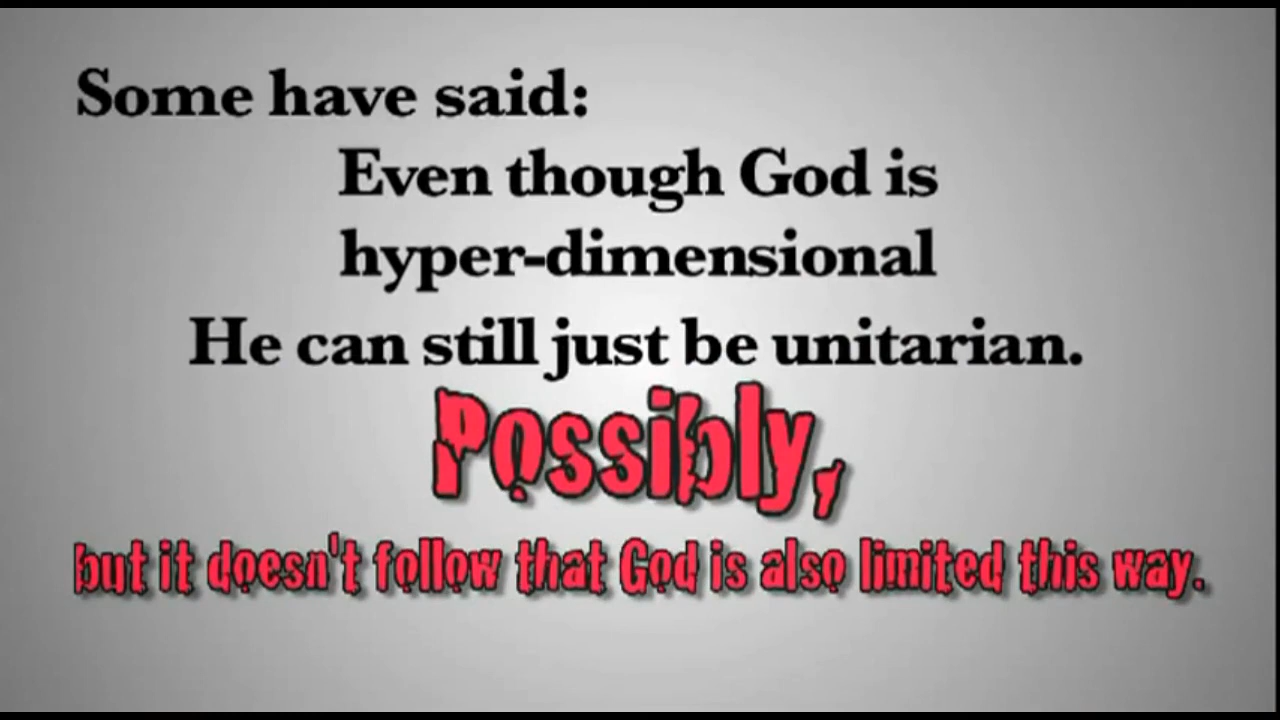 Some have said:
Even though God is
hyper-dimensional
He can still just be unitarian.
Possibly,
but it doesn't follow that God is also limited this way.